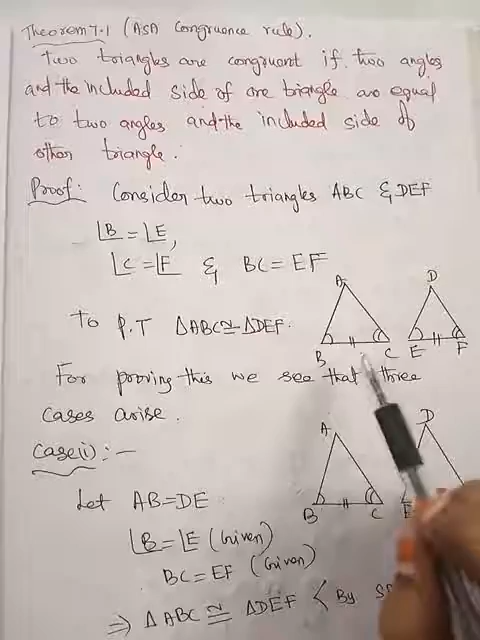 Theorem 7.1 (ASA Congruence rule).
Two triangles are congruent if two angles
and the included side of one triangle are equal
to two angles and the included side of
other triangle.
Proof: Consider two triangles ABC & DEF
∠B = ∠E,
∠C = ∠F & BC = EF
To P.T ΔABC ≅ ΔDEF.
A D
B C E F
For proving this we see that three
cases arise.
Case(i) :-
A D
B C E
Let AB = DE
∠B = ∠E (Given)
BC = EF (Given)
⇒ ΔABC ≅ ΔDEF < By